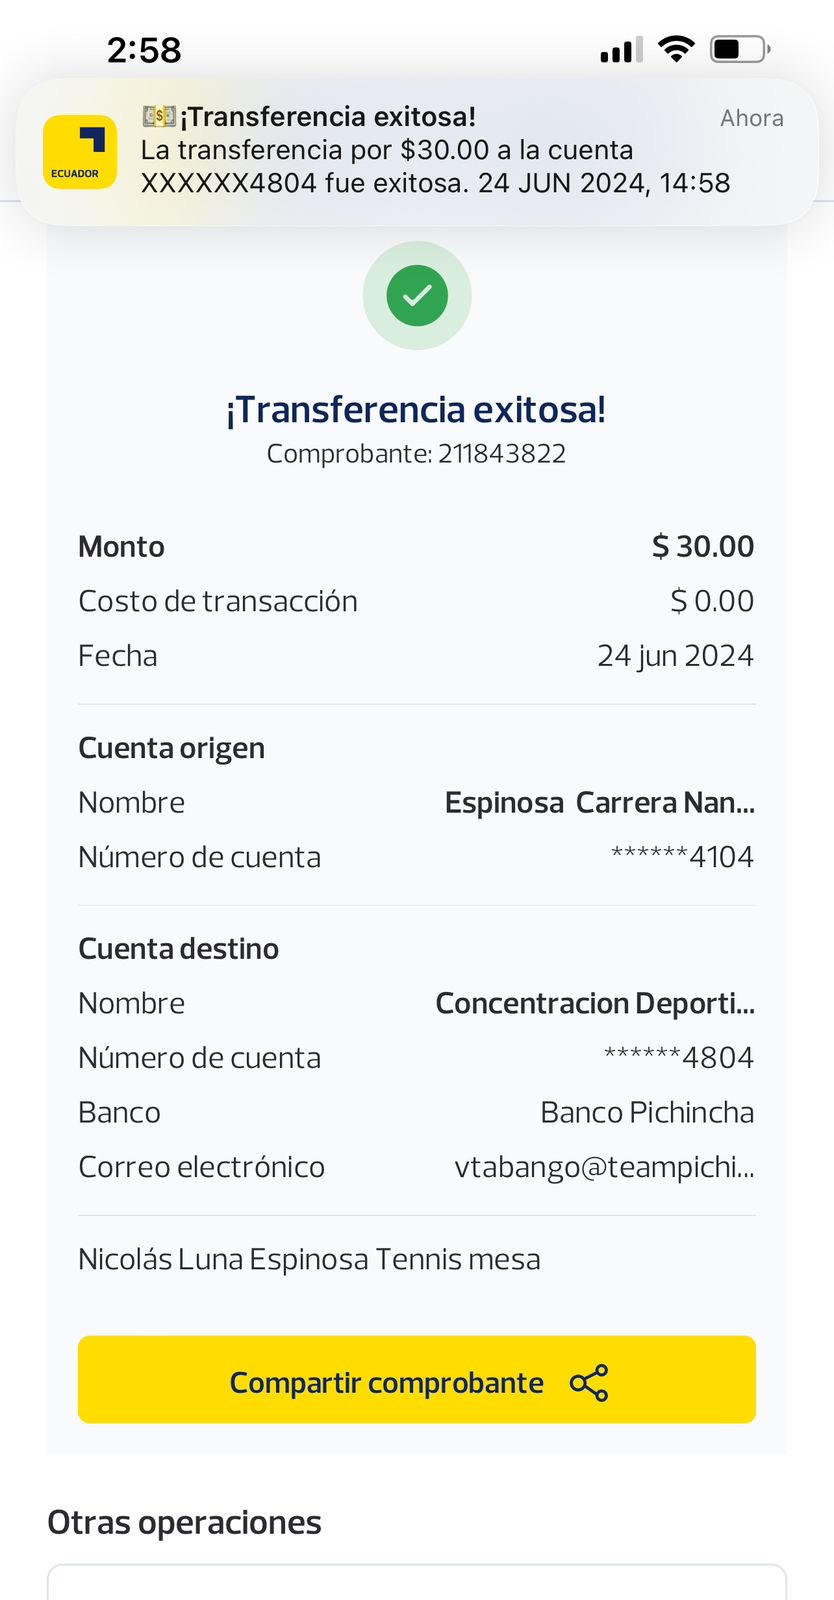 2:58
💵¡Transferencia exitosa!
Ahora
La transferencia por $30.00 a la cuenta
XXXXXX4804 fue exitosa. 24 JUN 2024, 14:58
ECUADOR
¡Transferencia exitosa!
Comprobante: 211843822
Monto $ 30.00
Costo de transacción $ 0.00
Fecha 24 jun 2024
Cuenta origen
Nombre Espinosa Carrera Nan...
Número de cuenta ******4104
Cuenta destino
Nombre Concentracion Deporti...
Número de cuenta ******4804
Banco Banco Pichincha
Correo electrónico vtabango@teampichi...
Nicolás Luna Espinosa Tennis mesa
Compartir comprobante
Otras operaciones